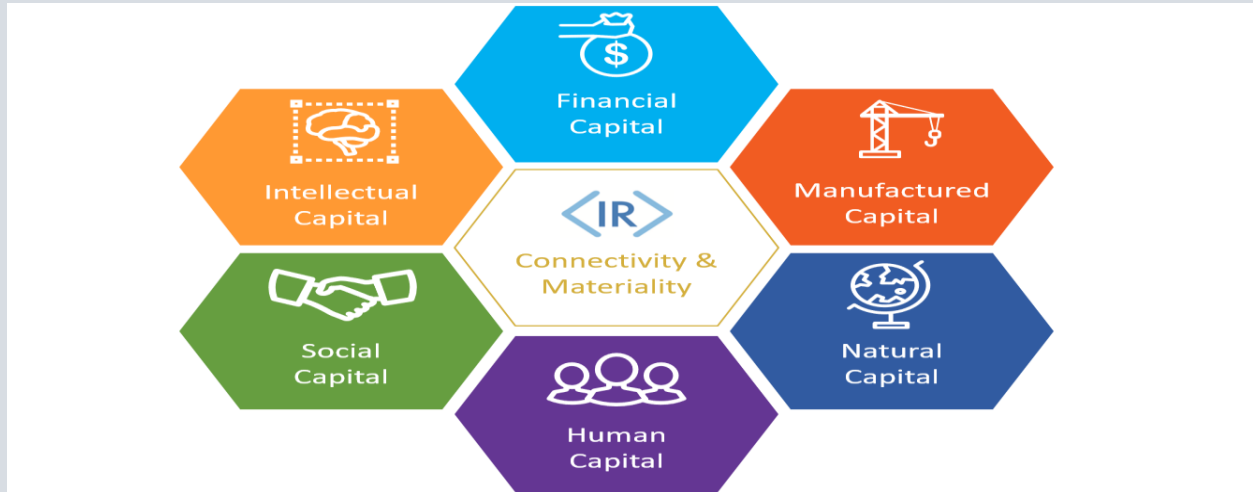 $
Financial
Capital
Intellectual
Capital
Manufactured
Capital
<IR>
Connectivity &
Materiality
Social
Capital
Natural
Capital
Human
Capital